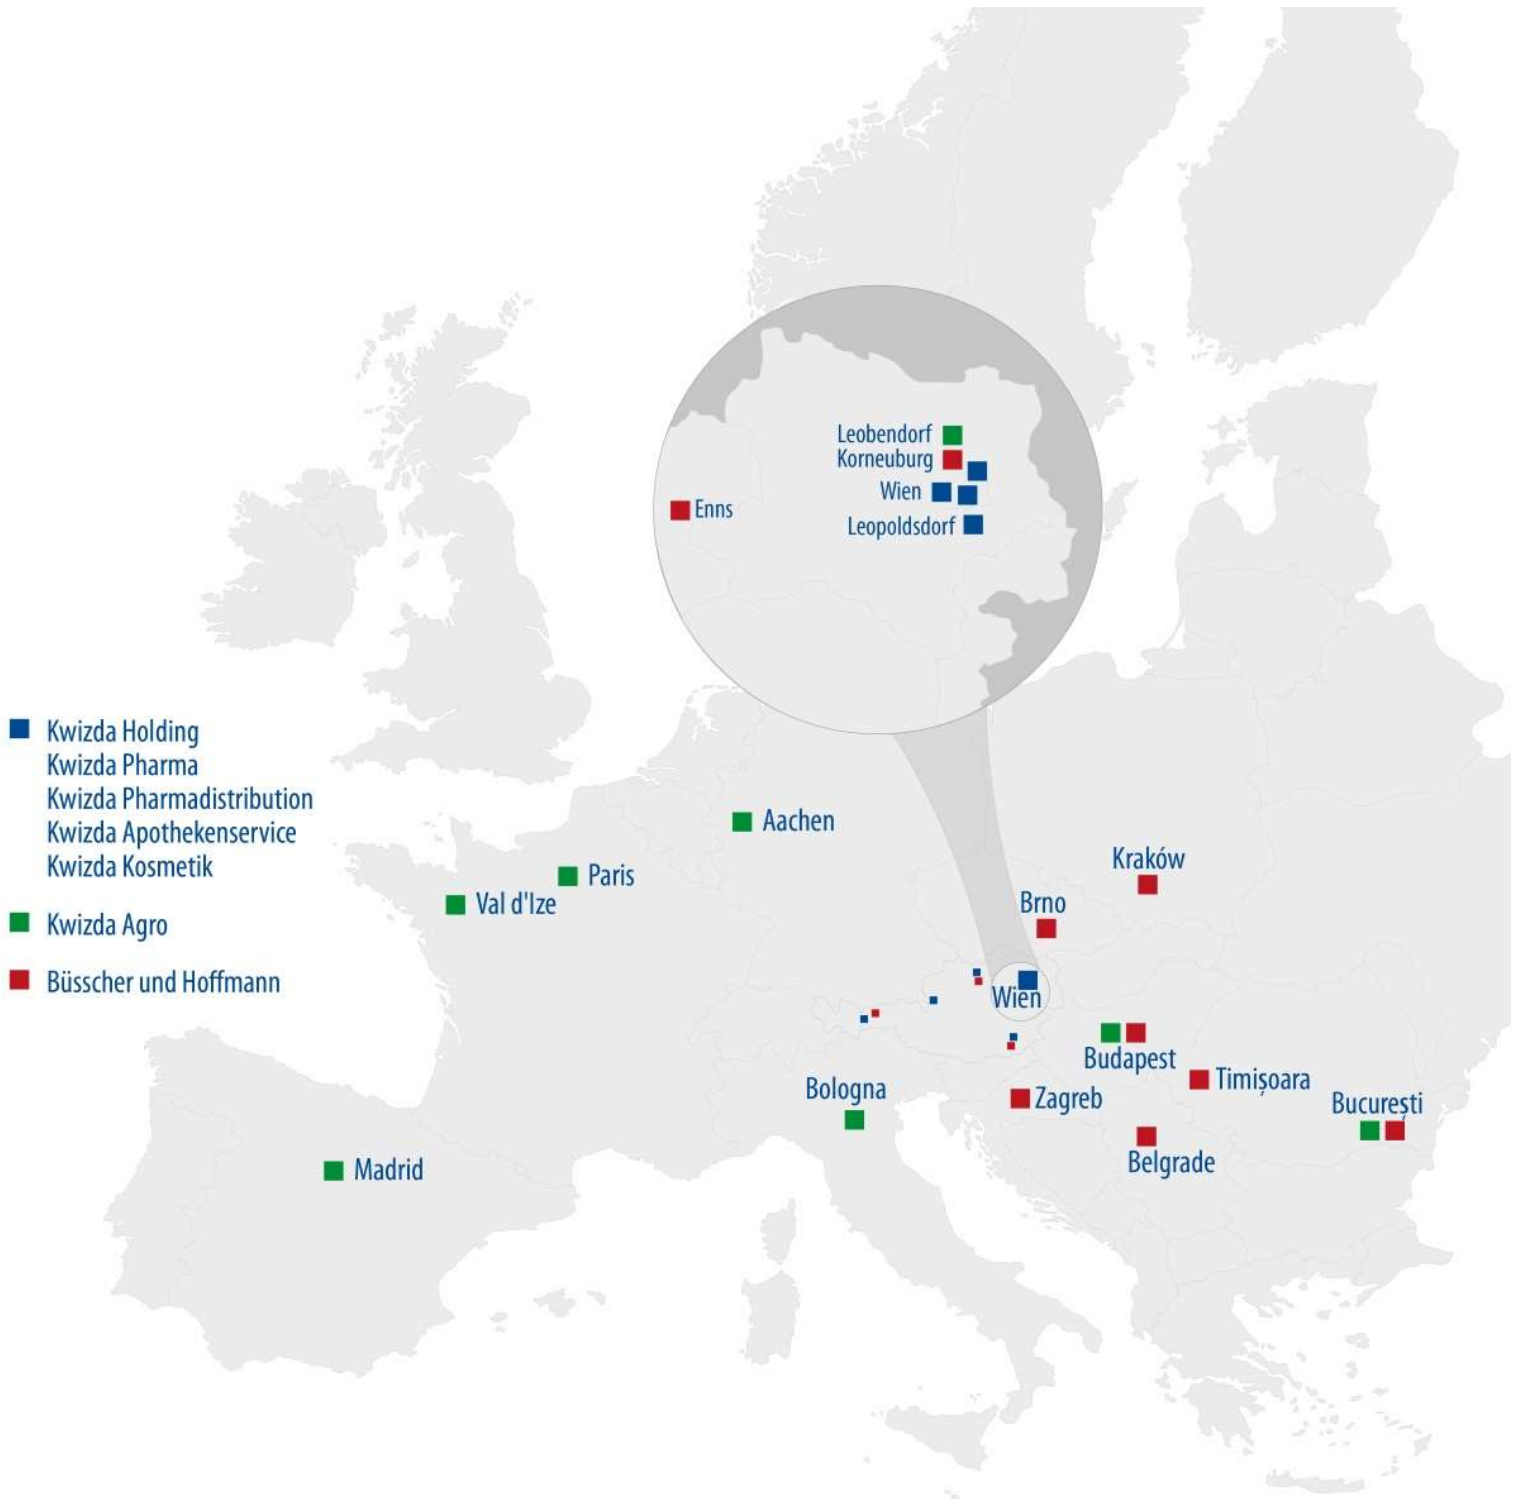 Leobendorf
Korneuburg
Wien
Leopoldsdorf
Enns
Kwizda Holding
Kwizda Pharma
Kwizda Pharmadistribution
Kwizda Apothekenservice
Kwizda Kosmetik
Kwizda Agro
Büsscher und Hoffmann
Aachen
Paris
Val d'Ize
Kraków
Brno
Wien
Budapest
Timișoara
București
Bologna
Zagreb
Belgrade
Madrid